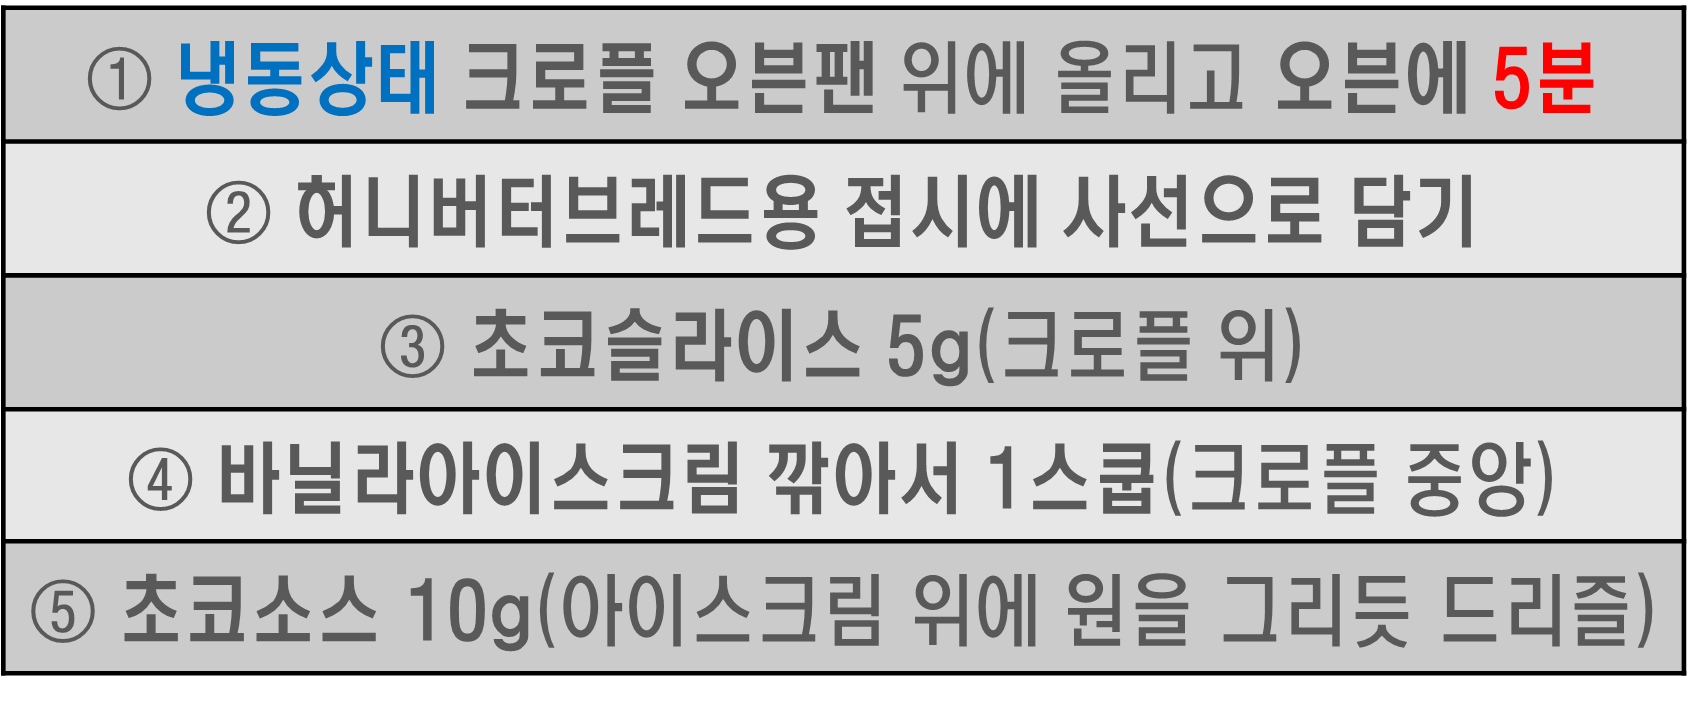 ① 냉동상태 크로플 오븐팬 위에 올리고 오븐에 5분
② 허니버터브레드용 접시에 사선으로 담기
③ 초코슬라이스 5g(크로플 위)
④ 바닐라아이스크림 깎아서 1스쿱(크로플 중앙)
⑤ 초코소스 10g(아이스크림 위에 원을 그리듯 드리즐)